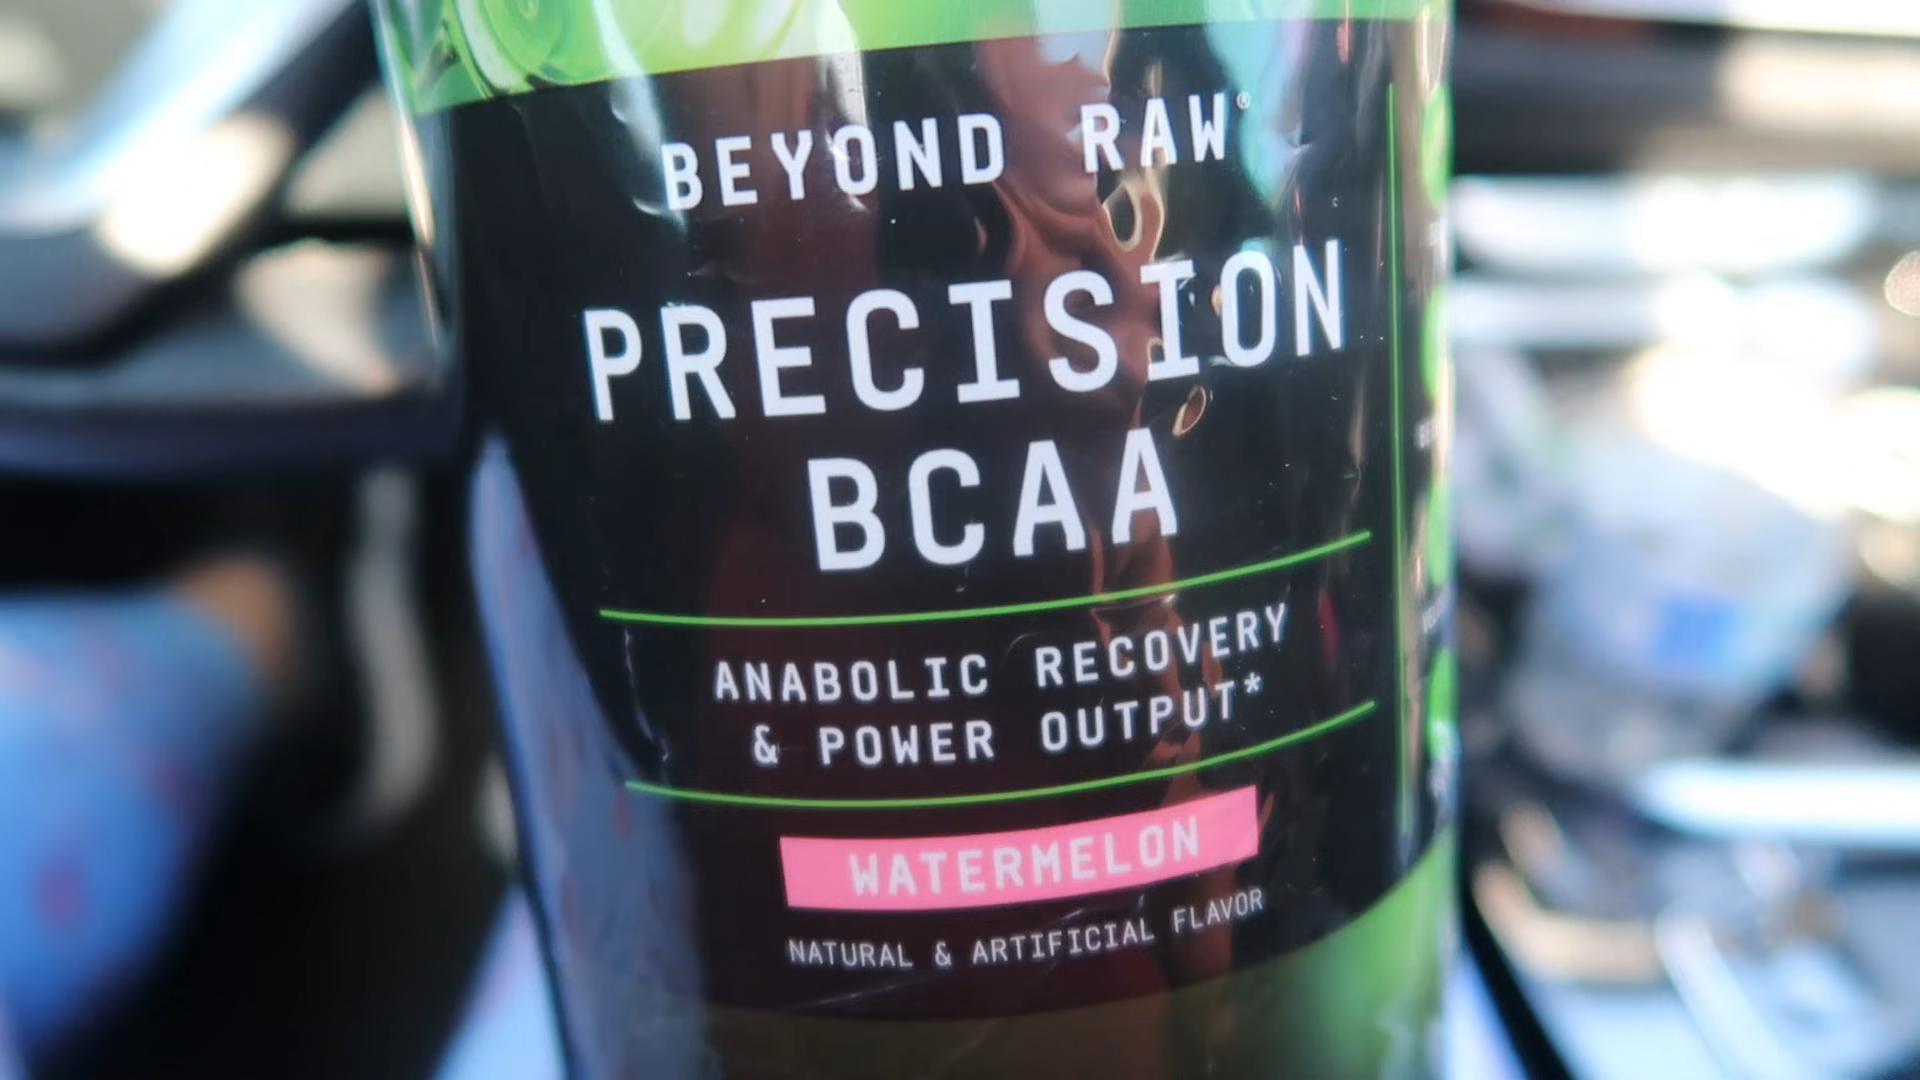 BEYOND RAW®
PRECISION
BCAA
ANABOLIC RECOVERY
& POWER OUTPUT*
WATERMELON
NATURAL & ARTIFICIAL FLAVOR